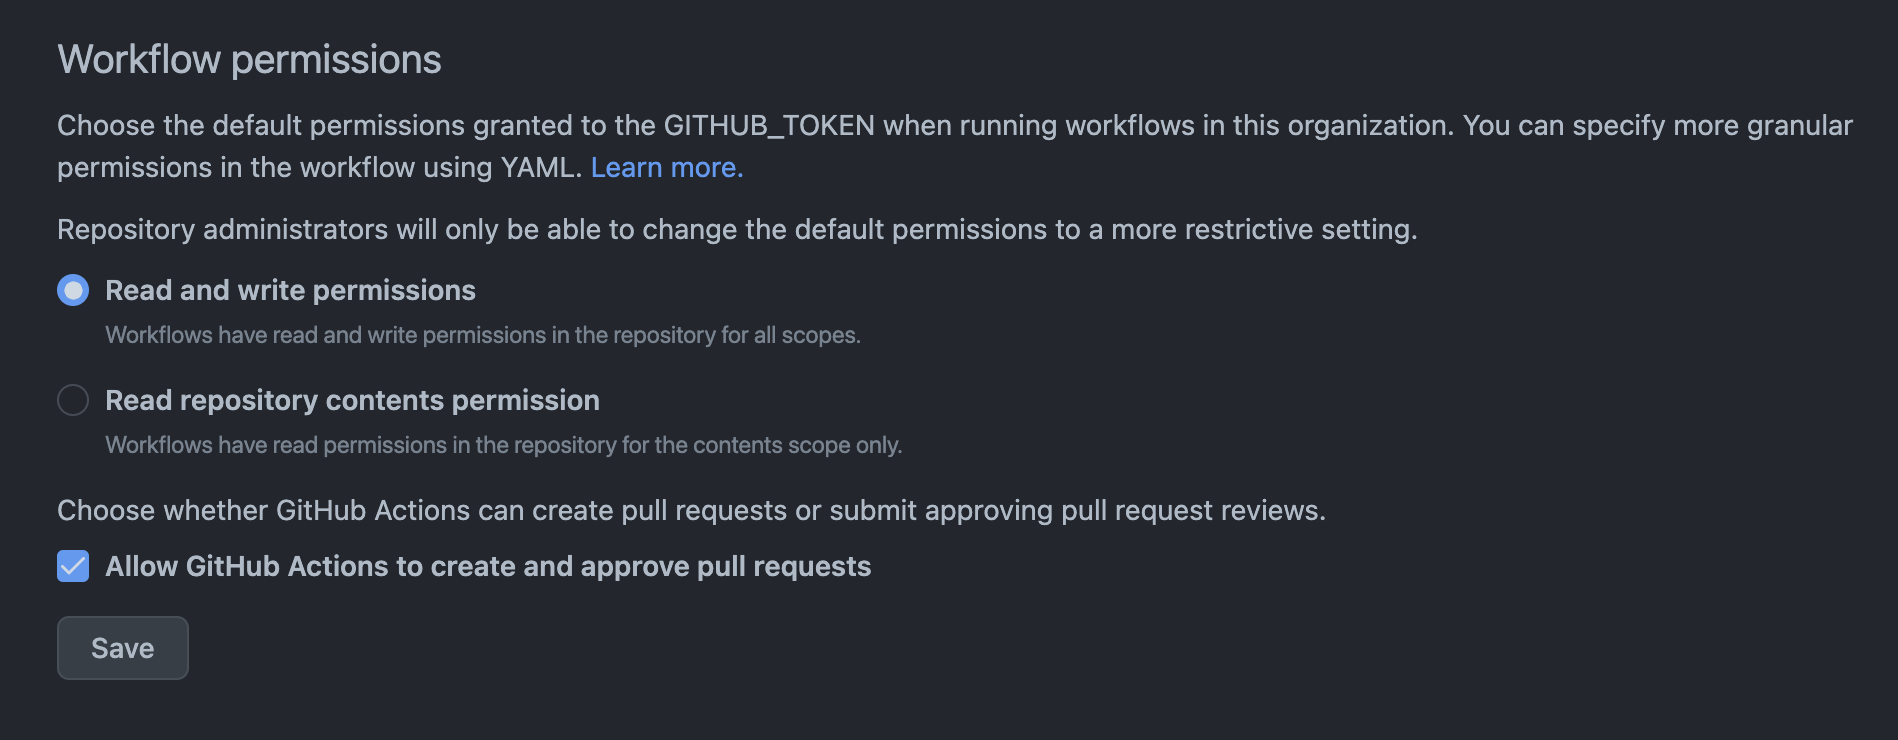 Workflow permissions
Choose the default permissions granted to the GITHUB_TOKEN when running workflows in this organization. You can specify more granular
permissions in the workflow using YAML. Learn more.
Repository administrators will only be able to change the default permissions to a more restrictive setting.
Read and write permissions
Workflows have read and write permissions in the repository for all scopes.
Read repository contents permission
Workflows have read permissions in the repository for the contents scope only.
Choose whether GitHub Actions can create pull requests or submit approving pull request reviews.
Allow GitHub Actions to create and approve pull requests
Save